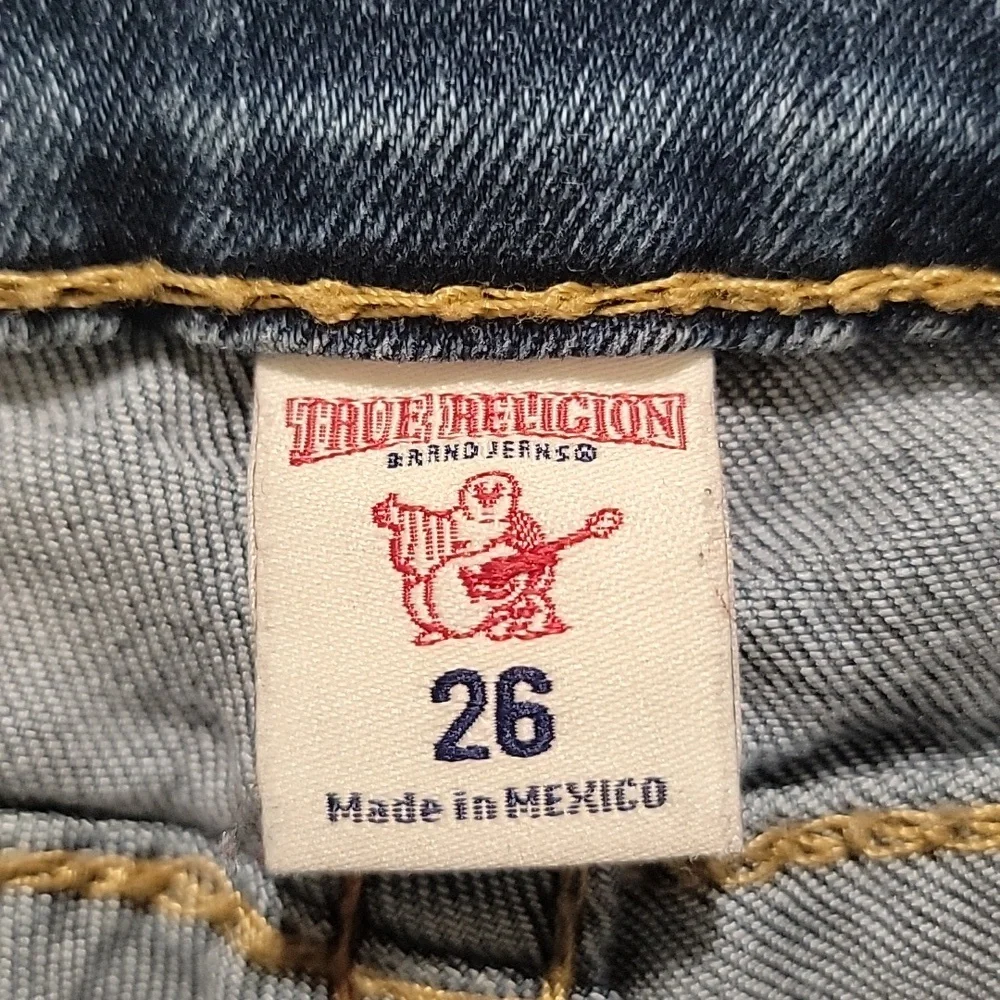 TRUE RELIGION
BRAND JEANS®
26
Made in MEXICO